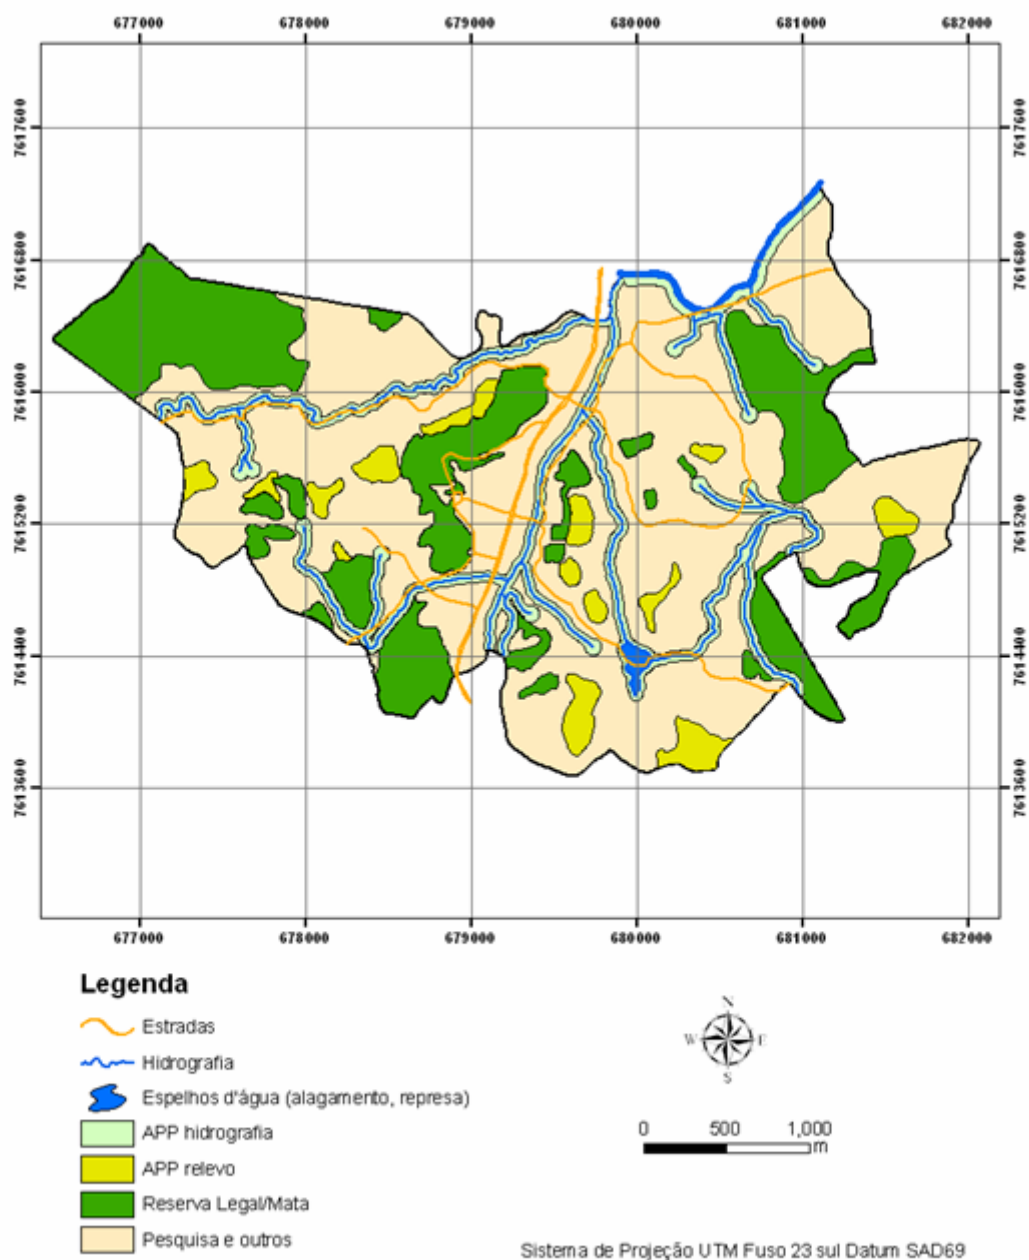 677000 678000 679000 680000 681000 682000
7617600 7617600
7616800 7616800
7616000 7616000
7615200 7615200
7614400 7614400
7613600 7613600
677000 678000 679000 680000 681000 682000
Legenda
Estradas
Hidrografia
Espelhos d'água (alagamento, represa)
APP hidrografia
APP relevo
Reserva Legal/Mata
Pesquisa e outros
N
W E
S
0 500 1,000
m
Sistema de Projeção UTM Fuso 23 sul Datum SAD69